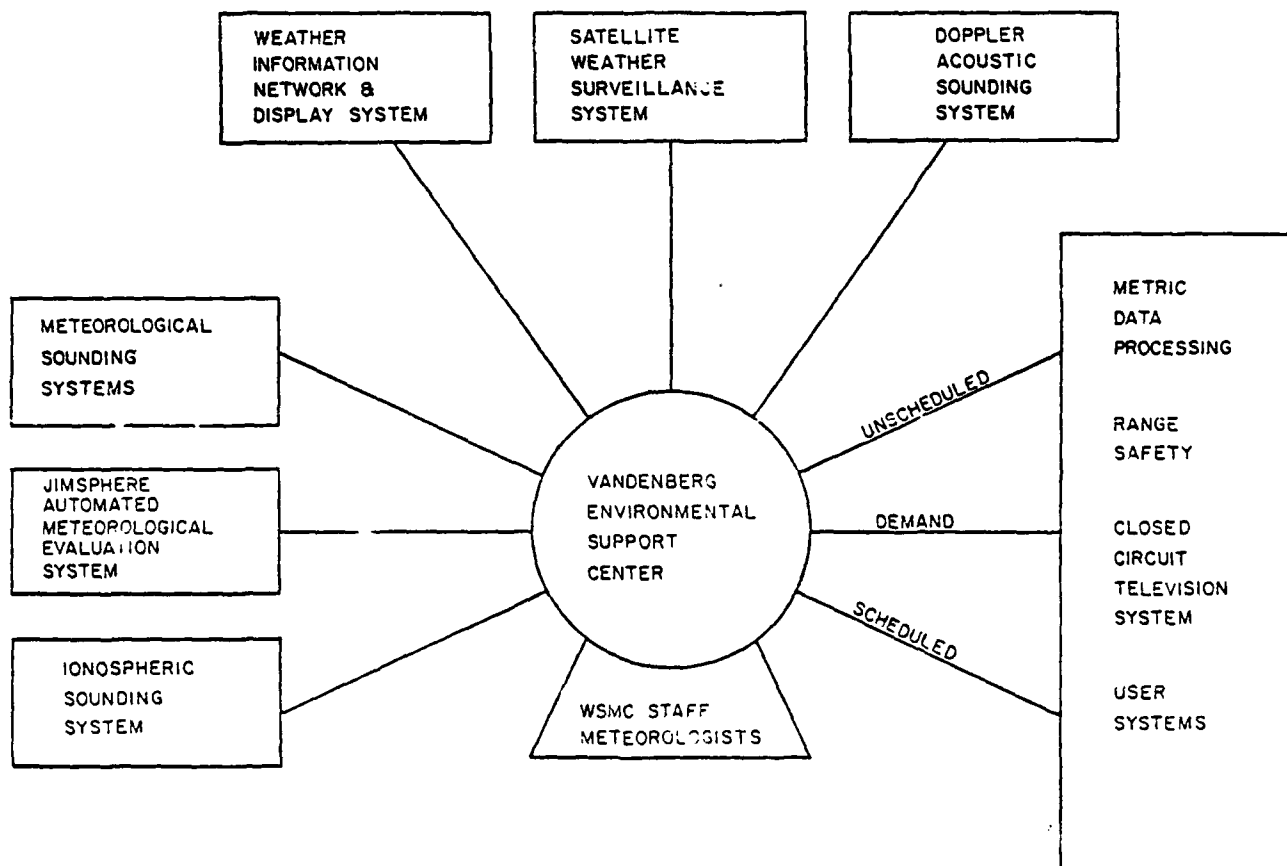 WEATHER
INFORMATION
NETWORK &
DISPLAY SYSTEM
SATELLITE
WEATHER
SURVEILLANCE
SYSTEM
DOPPLER
ACOUSTIC
SOUNDING
SYSTEM
METEOROLOGICAL
SOUNDING
SYSTEMS
JIMSPHERE
AUTOMATED
METEOROLOGICAL
EVALUATION
SYSTEM
IONOSPHERIC
SOUNDING
SYSTEM
VANDENBERG
ENVIRONMENTAL
SUPPORT
CENTER
WSMC STAFF
METEOROLOGISTS
UNSCHEDULED
DEMAND
SCHEDULED
METRIC
DATA
PROCESSING
RANGE
SAFETY
CLOSED
CIRCUIT
TELEVISION
SYSTEM
USER
SYSTEMS